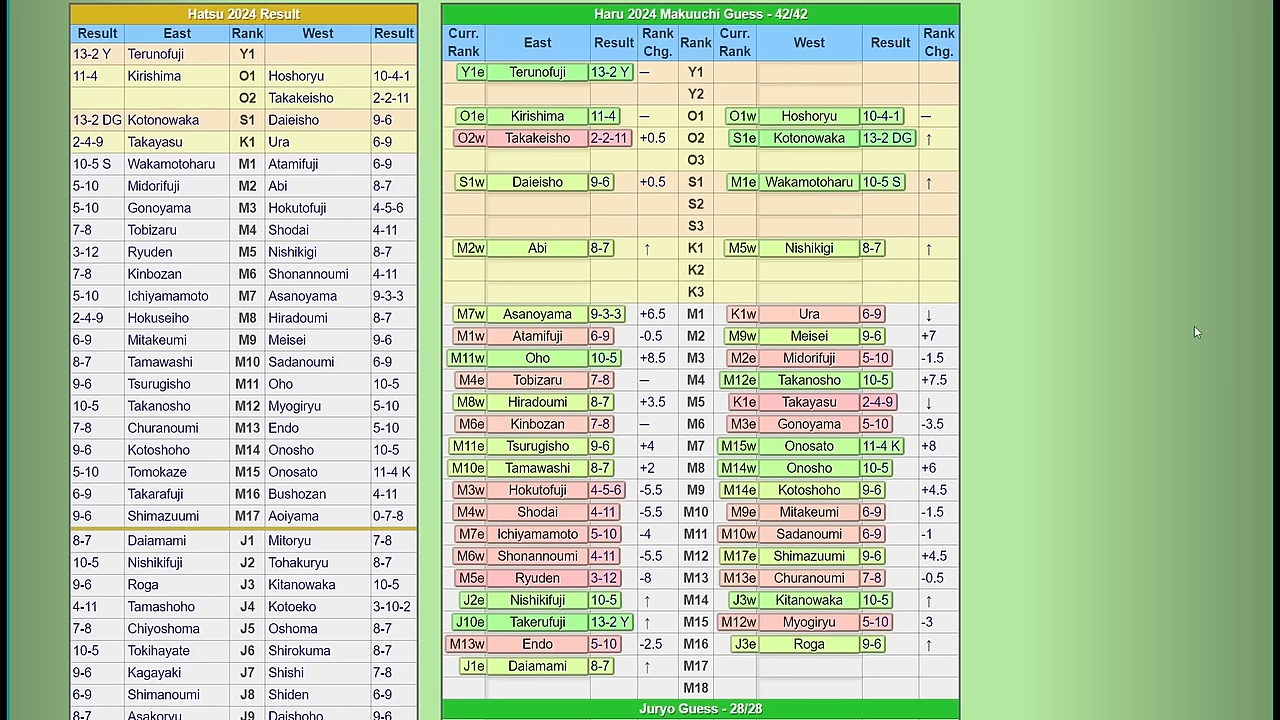 Hatsu 2024 Result
Result East Rank West Result
13-2 Y Terunofuji Y1
11-4 Kirishima O1 Hoshoryu 10-4-1
O2 Takakeisho 2-2-11
13-2 DG Kotonowaka S1 Daieisho 9-6
2-4-9 Takayasu K1 Ura 6-9
10-5 S Wakamotoharu M1 Atamifuji 6-9
5-10 Midorifuji M2 Abi 8-7
5-10 Gonoyama M3 Hokutofuji 4-5-6
7-8 Tobizaru M4 Shodai 4-11
3-12 Ryuden M5 Nishikigi 8-7
7-8 Kinbozan M6 Shonannoumi 4-11
5-10 Ichiyamamoto M7 Asanoyama 9-3-3
2-4-9 Hokuseiho M8 Hiradoumi 8-7
6-9 Mitakeumi M9 Meisei 9-6
8-7 Tamawashi M10 Sadanoumi 6-9
9-6 Tsurugisho M11 Oho 10-5
10-5 Takanosho M12 Myogiryu 5-10
7-8 Churanoumi M13 Endo 5-10
9-6 Kotoshoho M14 Onosho 10-5
5-10 Tomokaze M15 Onosato 11-4 K
6-9 Takarafuji M16 Bushozan 4-11
9-6 Shimazuumi M17 Aoiyama 0-7-8
8-7 Daiamami J1 Mitoryu 7-8
10-5 Nishikifuji J2 Tohakuryu 8-7
9-6 Roga J3 Kitanowaka 10-5
4-11 Tamashoho J4 Kotoeko 3-10-2
7-8 Chiyoshoma J5 Oshoma 8-7
10-5 Tokihayate J6 Shirokuma 8-7
9-6 Kagayaki J7 Shishi 7-8
6-9 Shimanoumi J8 Shiden 6-9
8-7 Asakoryu J9 Daishoho 9-6
Haru 2024 Makuuchi Guess - 42/42
Curr. Rank East Result Rank Chg. Rank Curr. Rank West Result Rank Chg.
Y1e Terunofuji 13-2 Y — Y1
Y2
O1e Kirishima 11-4 — O1 O1w Hoshoryu 10-4-1 —
O2w Takakeisho 2-2-11 +0.5 O2 S1e Kotonowaka 13-2 DG ↑
O3
S1w Daieisho 9-6 +0.5 S1 M1e Wakamotoharu 10-5 S ↑
S2
S3
M2w Abi 8-7 ↑ K1 M5w Nishikigi 8-7 ↑
K2
K3
M7w Asanoyama 9-3-3 +6.5 M1 K1w Ura 6-9 ↓
M1w Atamifuji 6-9 -0.5 M2 M9w Meisei 9-6 +7
M11w Oho 10-5 +8.5 M3 M2e Midorifuji 5-10 -1.5
M4e Tobizaru 7-8 — M4 M12e Takanosho 10-5 +7.5
M8w Hiradoumi 8-7 +3.5 M5 K1e Takayasu 2-4-9 ↓
M6e Kinbozan 7-8 — M6 M3e Gonoyama 5-10 -3.5
M11e Tsurugisho 9-6 +4 M7 M15w Onosato 11-4 K +8
M10e Tamawashi 8-7 +2 M8 M14w Onosho 10-5 +6
M3w Hokutofuji 4-5-6 -5.5 M9 M14e Kotoshoho 9-6 +4.5
M4w Shodai 4-11 -5.5 M10 M9e Mitakeumi 6-9 -1.5
M7e Ichiyamamoto 5-10 -4 M11 M10w Sadanoumi 6-9 -1
M6w Shonannoumi 4-11 -5.5 M12 M17e Shimazuumi 9-6 +4.5
M5e Ryuden 3-12 -8 M13 M13e Churanoumi 7-8 -0.5
J2e Nishikifuji 10-5 ↑ M14 J3w Kitanowaka 10-5 ↑
J10e Takerufuji 13-2 Y ↑ M15 M12w Myogiryu 5-10 -3
M13w Endo 5-10 -2.5 M16 J3e Roga 9-6 ↑
J1e Daiamami 8-7 ↑ M17
M18
Juryo Guess - 28/28